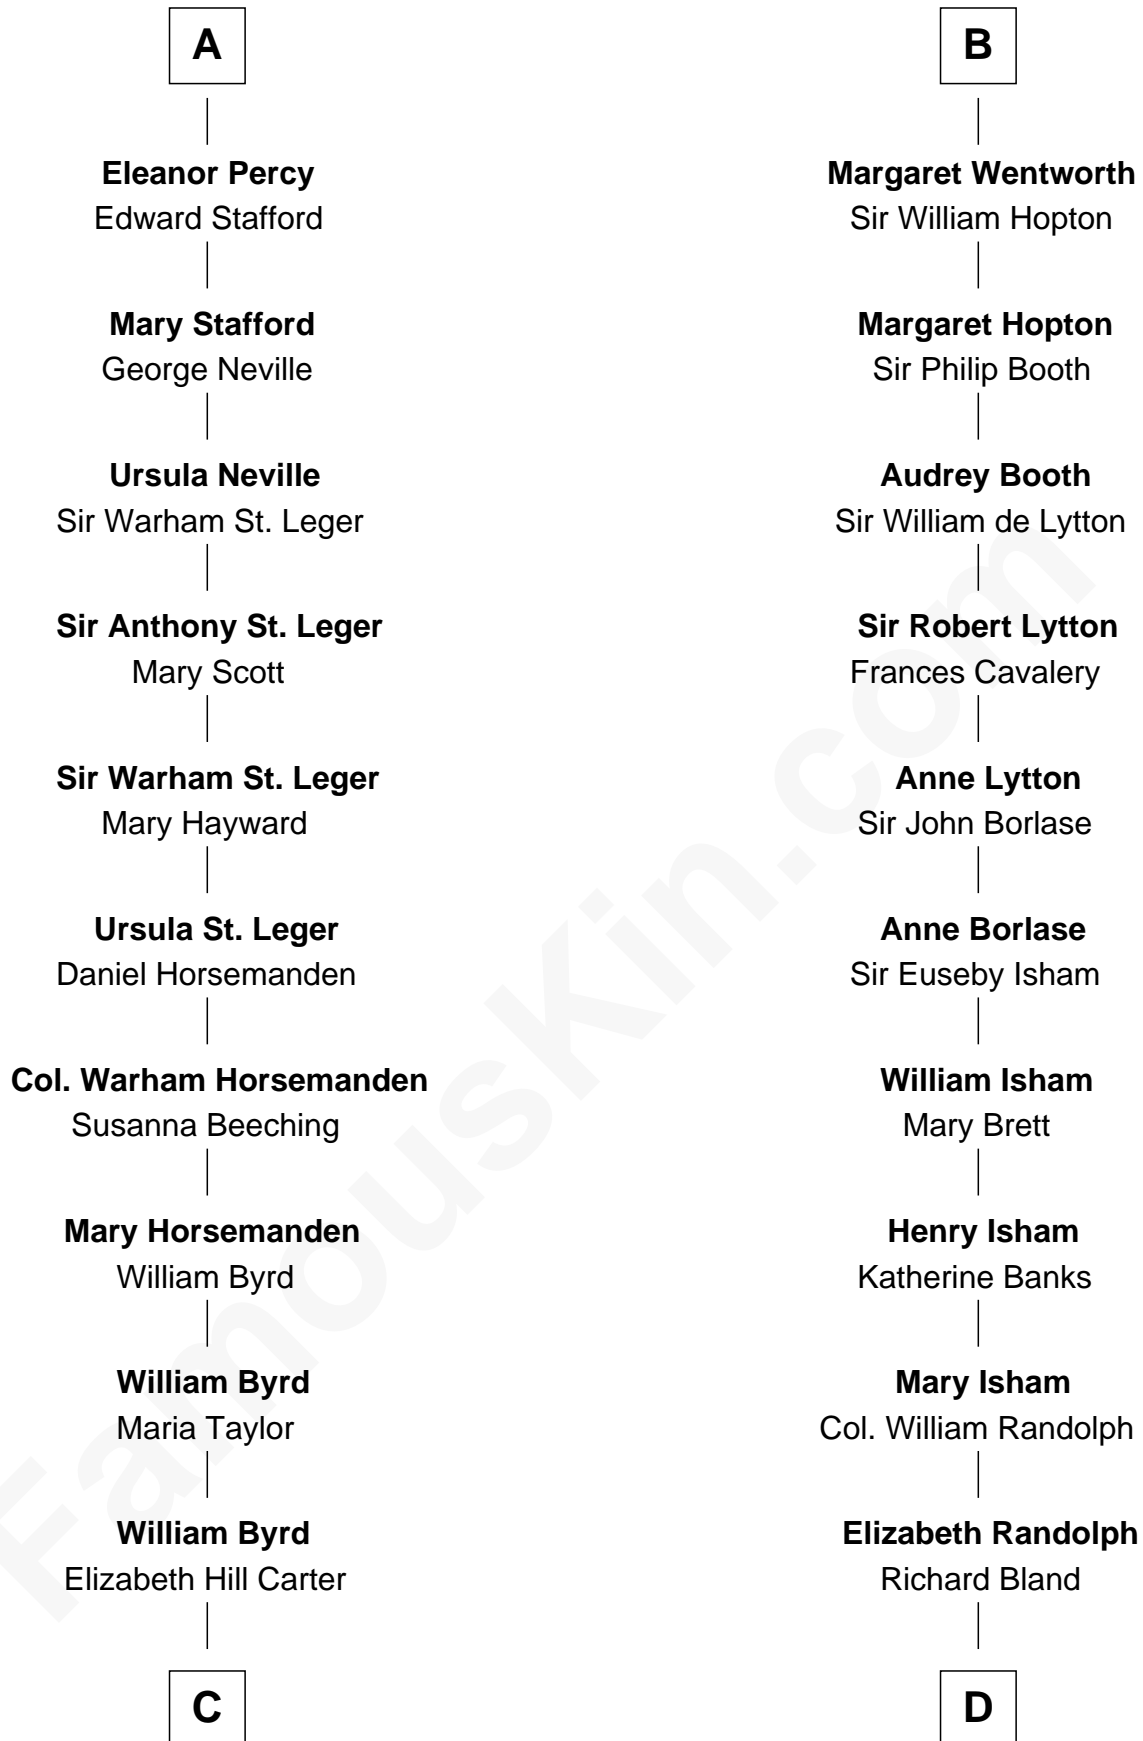 A
Eleanor Percy
Edward Stafford
Mary Stafford
George Neville
Ursula Neville
Sir Warham St. Leger
Sir Anthony St. Leger
Mary Scott
Sir Warham St. Leger
Mary Hayward
Ursula St. Leger
Daniel Horsemanden
Col. Warham Horsemanden
Susanna Beeching
Mary Horsemanden
William Byrd
William Byrd
Maria Taylor
William Byrd
Elizabeth Hill Carter
C
B
Margaret Wentworth
Sir William Hopton
Margaret Hopton
Sir Philip Booth
Audrey Booth
Sir William de Lytton
Sir Robert Lytton
Frances Cavalery
Anne Lytton
Sir John Borlase
Anne Borlase
Sir Euseby Isham
William Isham
Mary Brett
Henry Isham
Katherine Banks
Mary Isham
Col. William Randolph
Elizabeth Randolph
Richard Bland
D
FamousKin.com